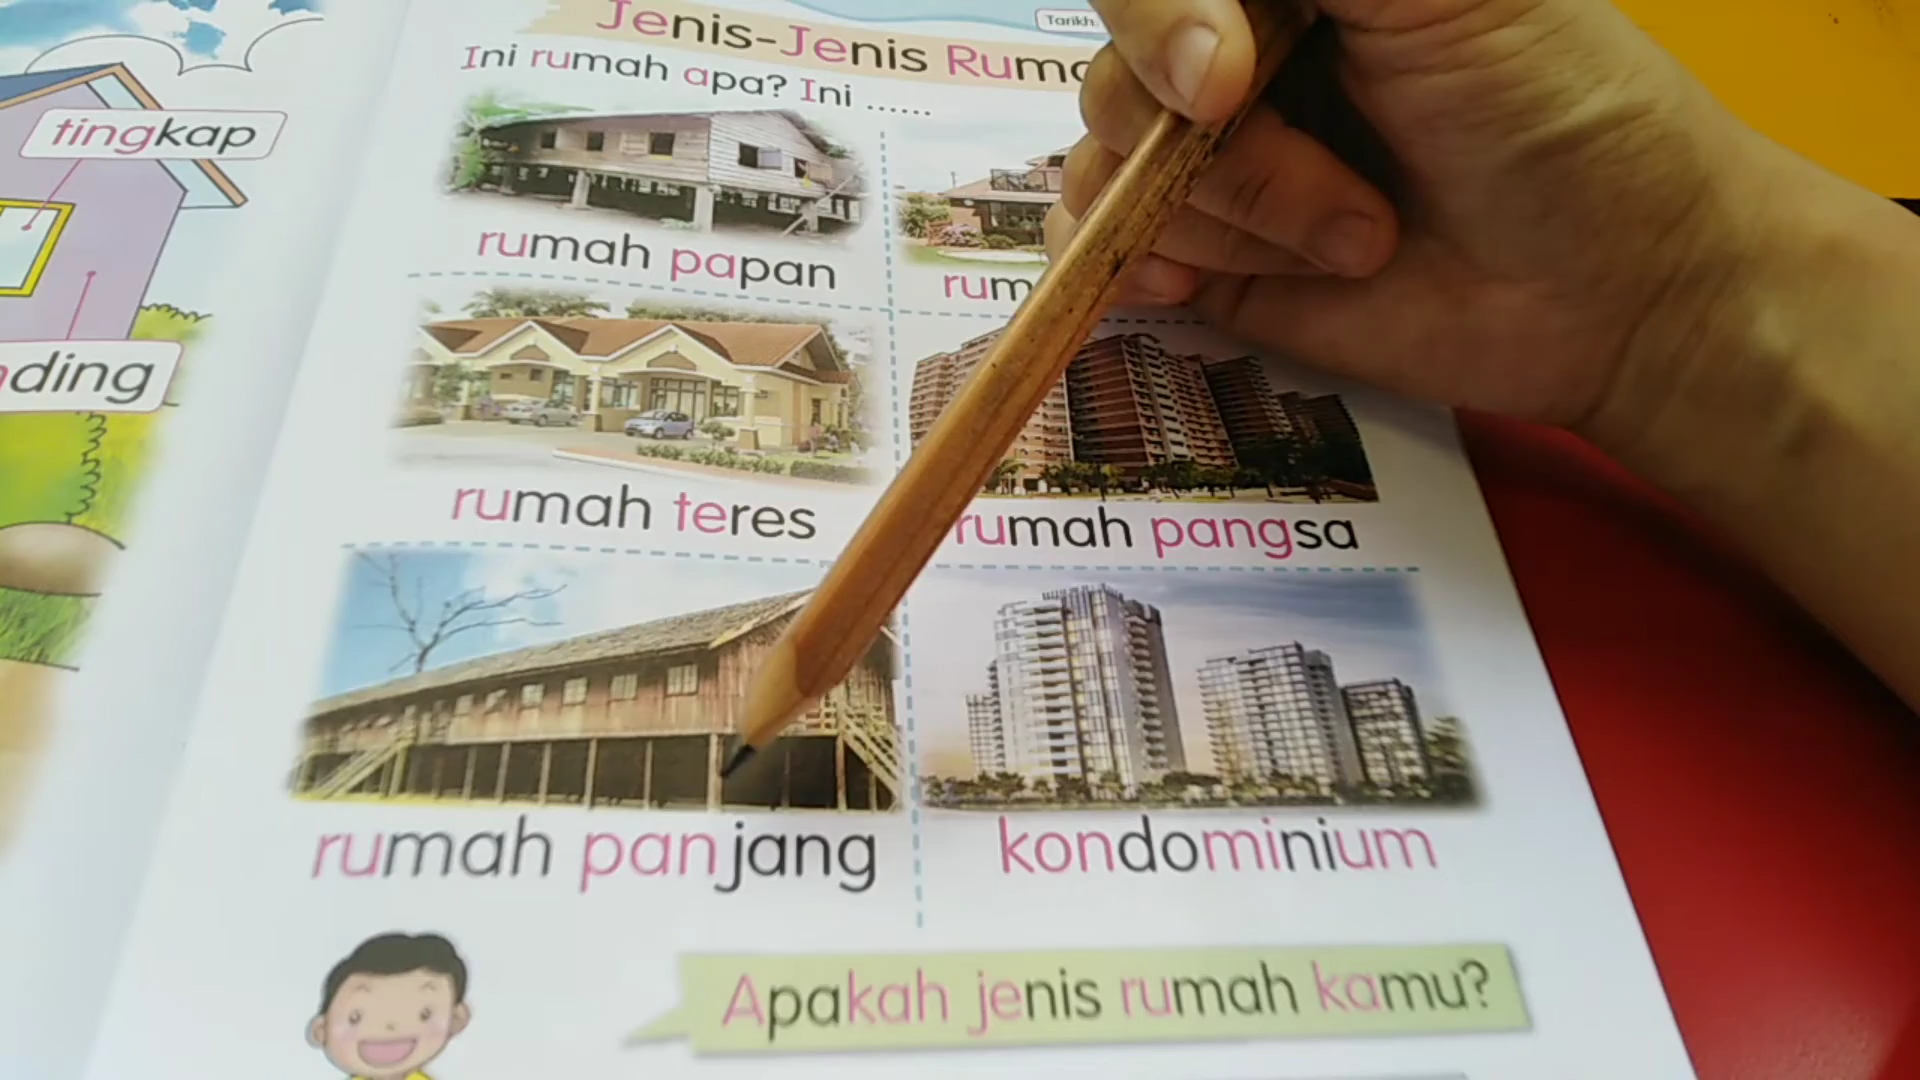 Tarikh:
Jenis-Jenis
Ini rumah apa? Ini ......
tingkap
rumah papan
rumah teres
rumah pangsa
rumah panjang
kondominium
Apakah jenis rumah kamu?